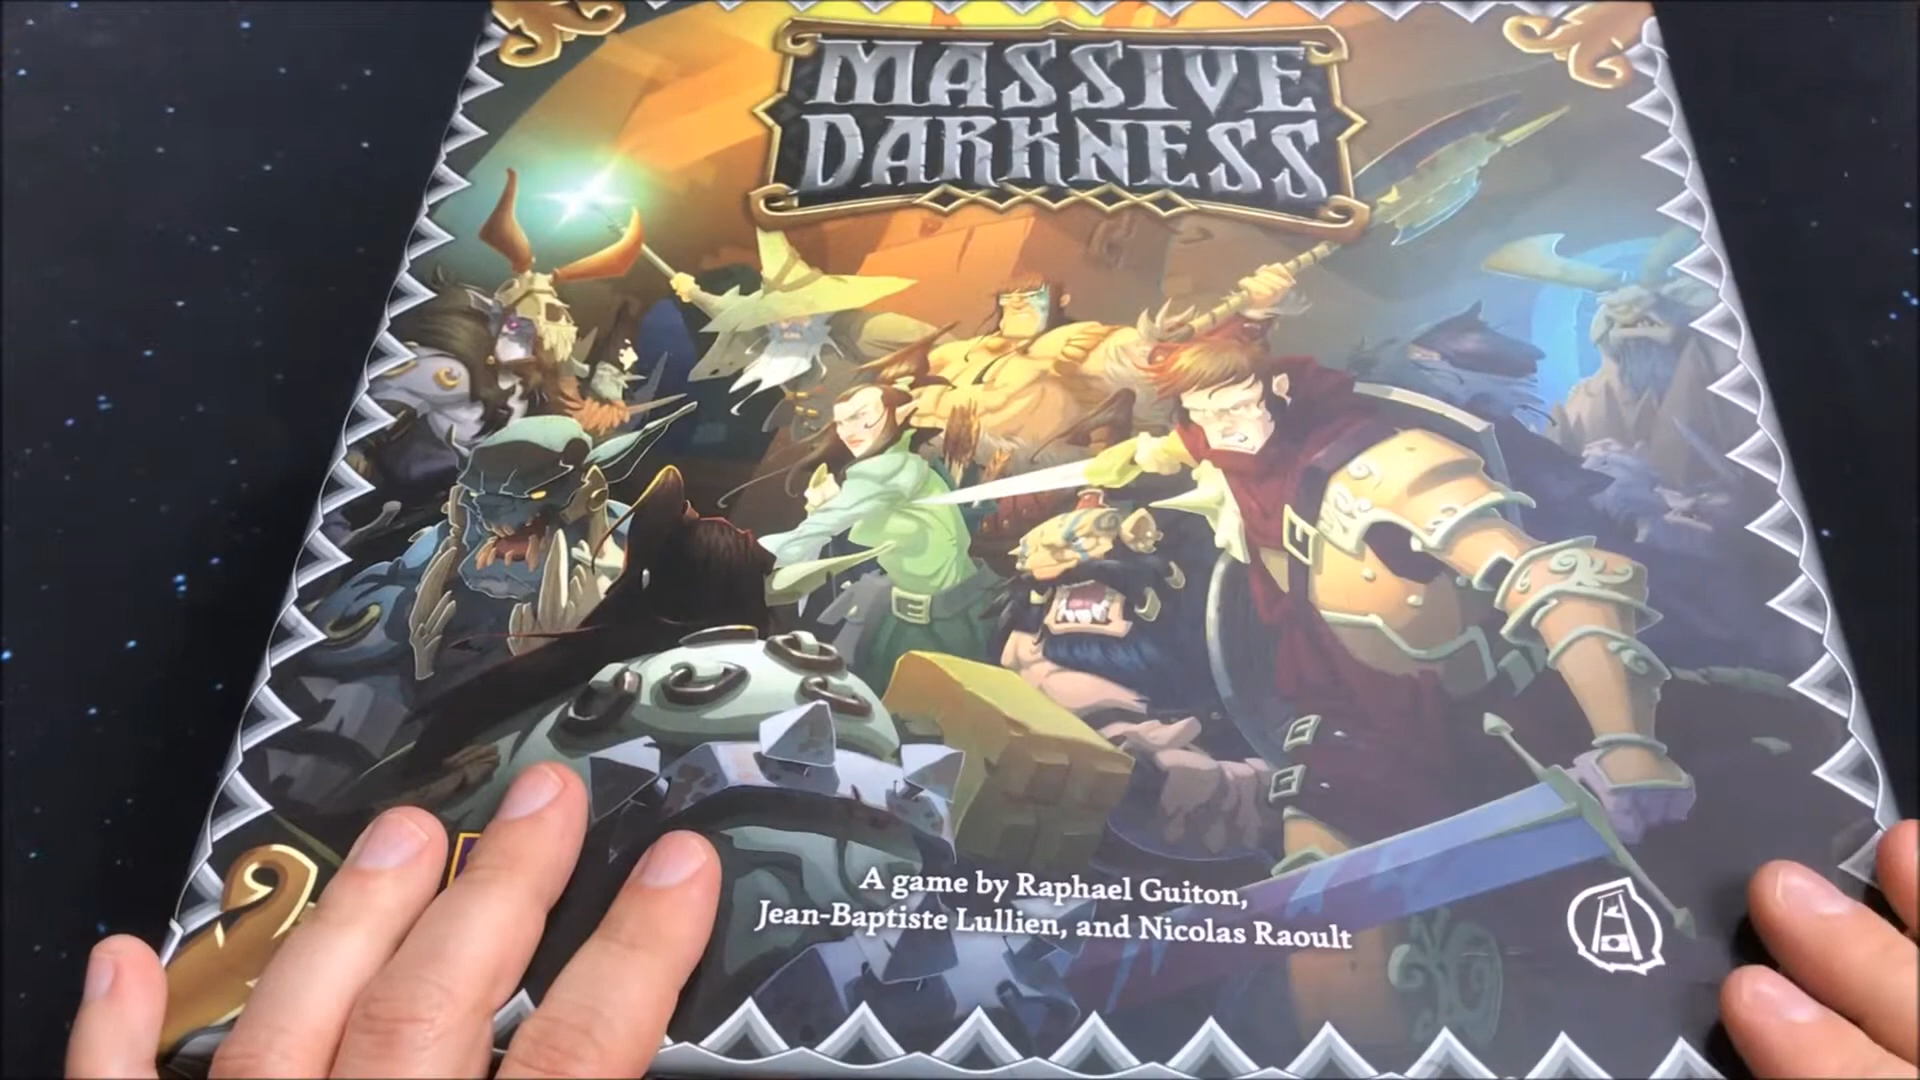 MASSIVE
DARKNESS
A game by Raphael Guiton,
Jean-Baptiste Lullien, and Nicolas Raoult